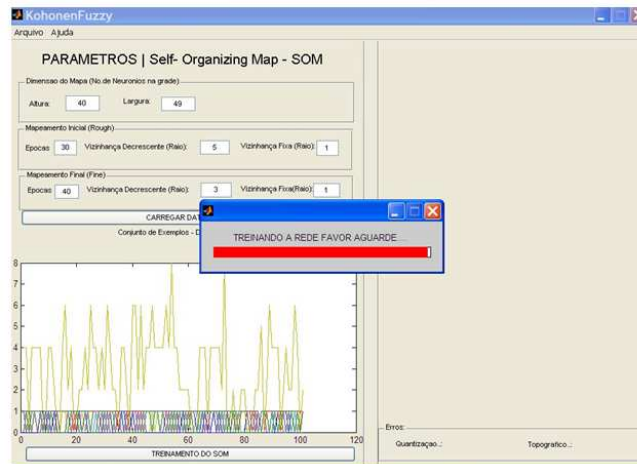 KohonenFuzzy
Arquivo Ajuda
PARAMETROS | Self- Organizing Map - SOM
Dimensao do Mapa (No.de Neuronios na grade)
Altura: 40 Largura: 49
Mapeamento Inicial (Rough)
Epocas 30 Vizinhança Decrescente (Raio): 5 Vizinhança Fixa (Raio): 1
Mapeamento Final (Fine)
Epocas 40 Vizinhança Decrescente (Raio): 3 Vizinhança Fixa(Raio): 1
CARREGAR DAT
Conjunto de Exemplos - D
TREINANDO A REDE FAVOR AGUARDE...
8
7
6
5
4
3
2
1
0
0 20 40 60 80 100 120
TREINAMENTO DO SOM
Erros:
Quantizaçao..: Topografico..: